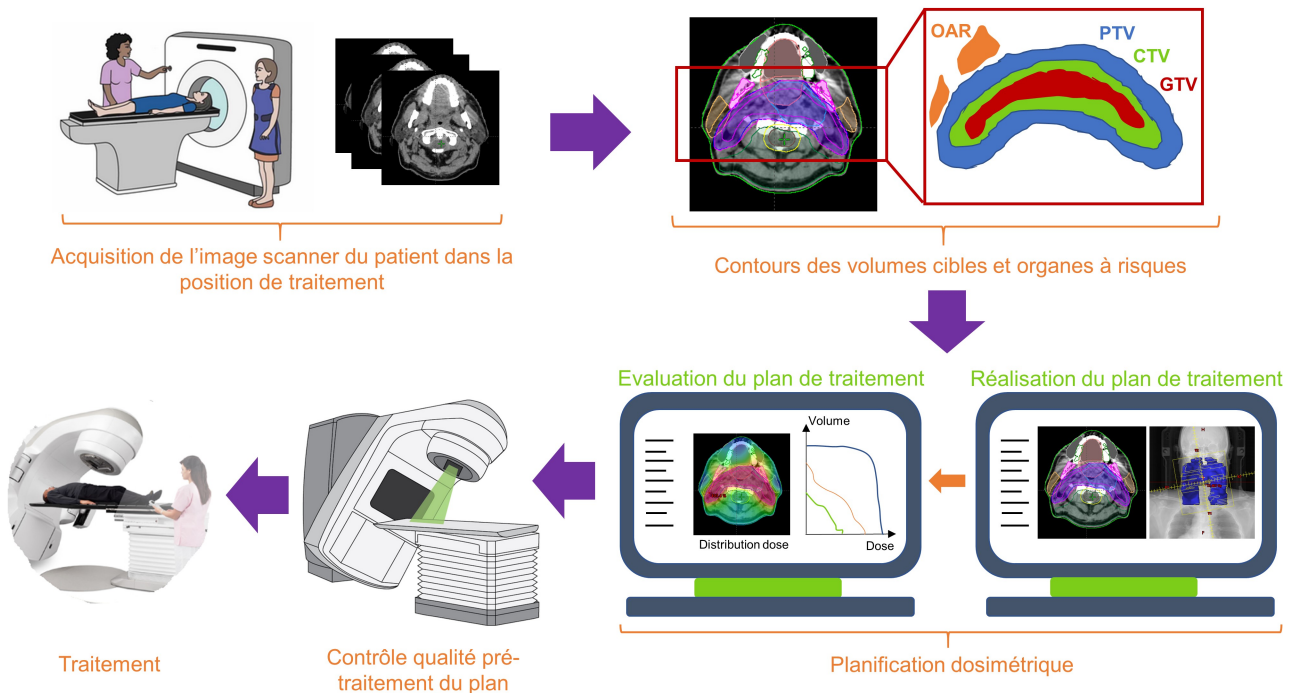 OAR
PTV
CTV
GTV
Acquisition de l'image scanner du patient dans la
position de traitement
Contours des volumes cibles et organes à risques
Evaluation du plan de traitement
Réalisation du plan de traitement
Volume
Distribution dose
Dose
Traitement
Contrôle qualité pré-
traitement du plan
Planification dosimétrique